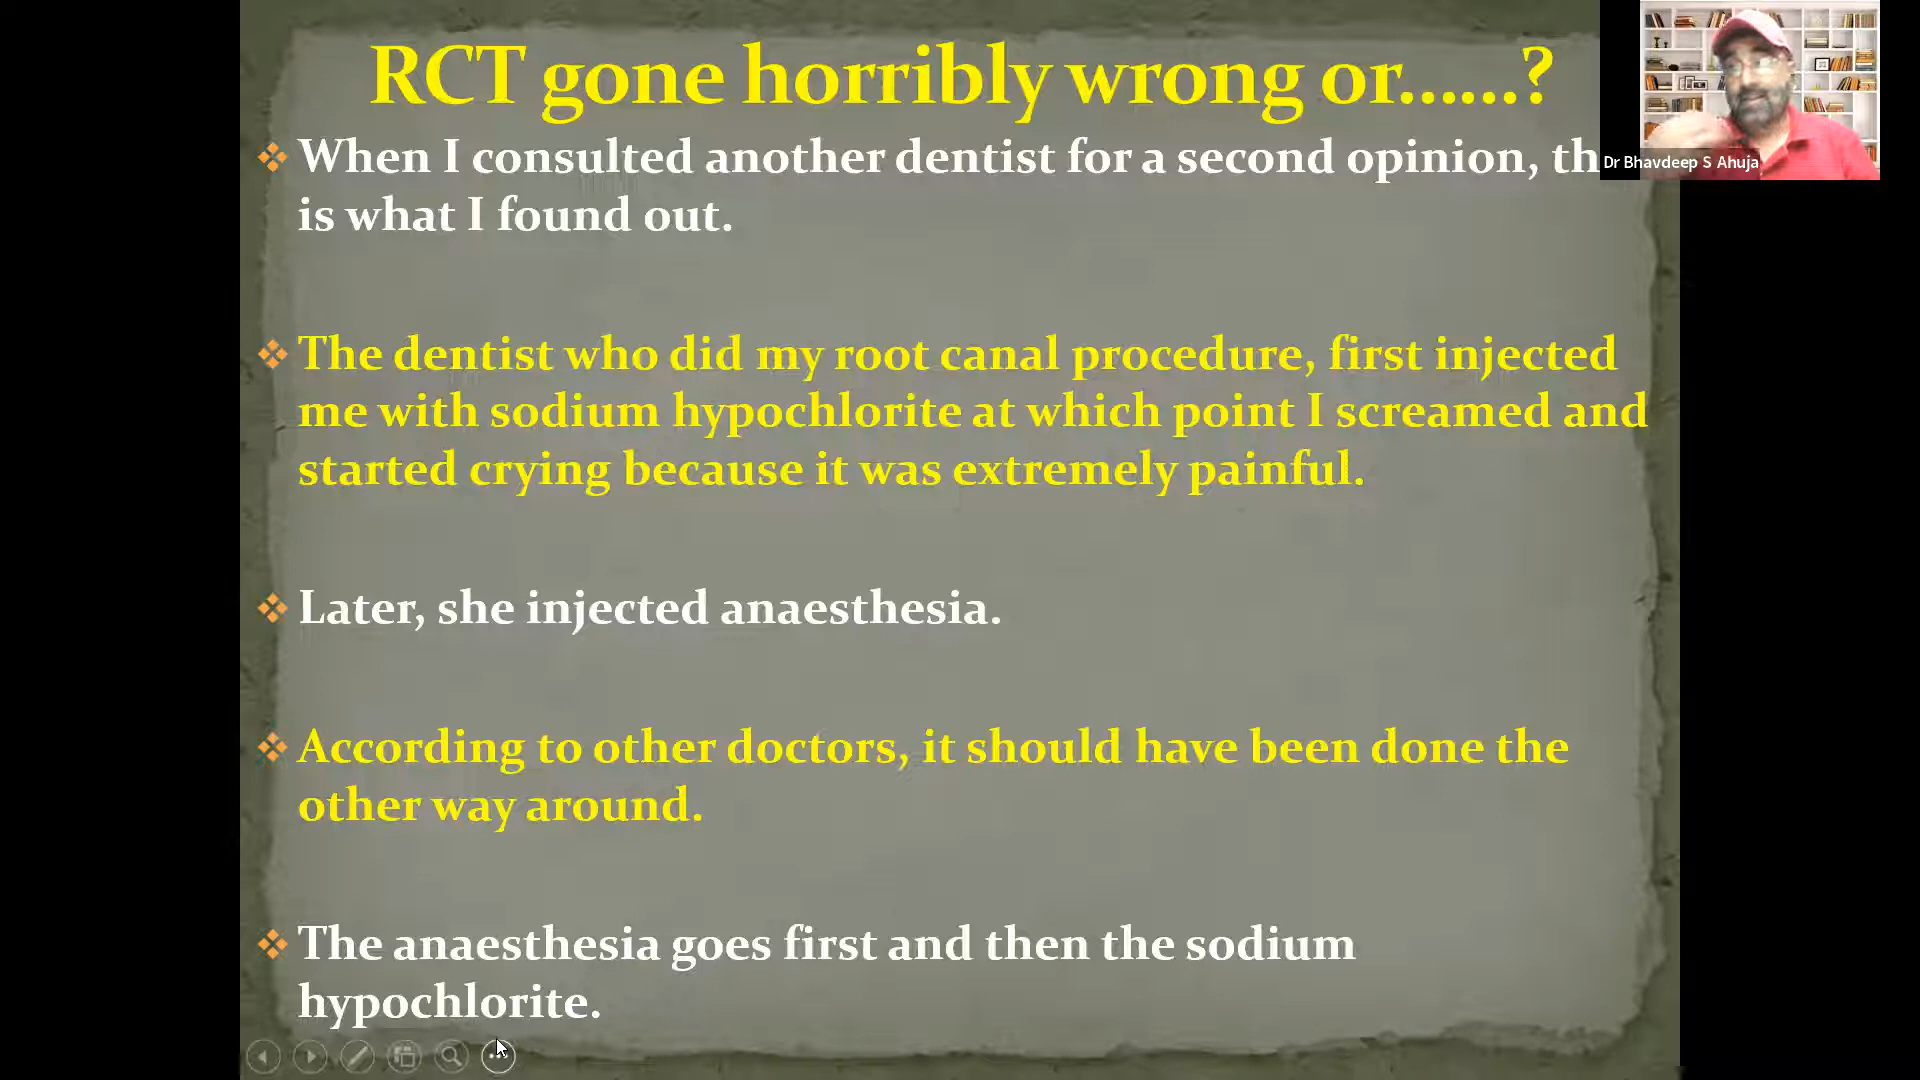 RCT gone horribly wrong or......?
When I consulted another dentist for a second opinion,
is what I found out.
The dentist who did my root canal procedure, first injected
me with sodium hypochlorite at which point I screamed and
started crying because it was extremely painful.
Later, she injected anaesthesia.
According to other doctors, it should have been done the
other way around.
The anaesthesia goes first and then the sodium
hypochlorite.
Dr Bhavdeep S Ahuja